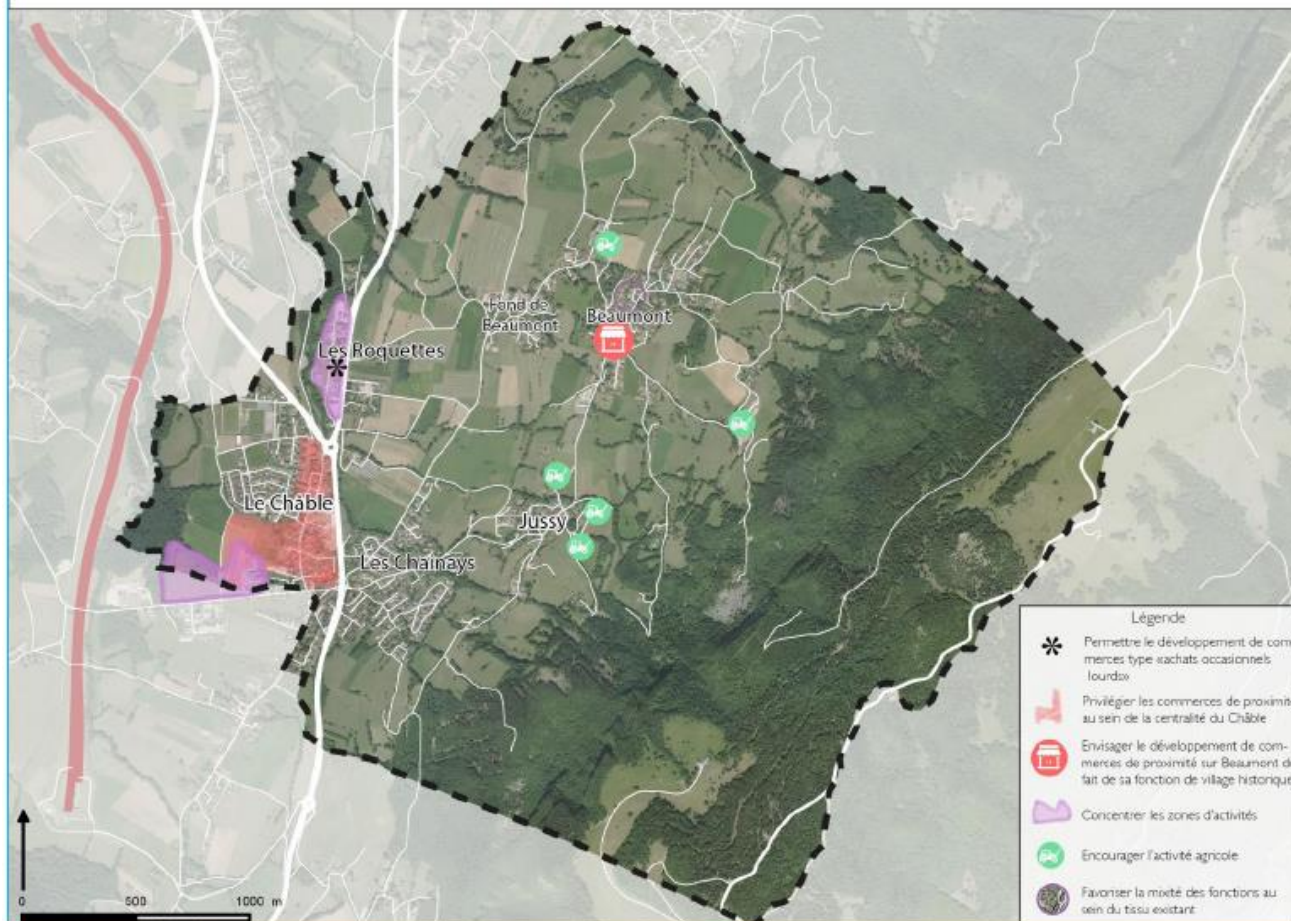 Fond de
Beaumont
Beaumont
Les Roquettes
Le Châble
Jussy
Les Chainays
Légende
Permettre le développement de com-
merces type «achats occasionnels
lourds»
Privilégier les commerces de proximité
au sein de la centralité du Châble
Envisager le développement de com-
merces de proximité sur Beaumont du
fait de sa fonction de village historique
Concentrer les zones d'activités
Encourager l'activité agricole
Favoriser la mixité des fonctions au
sein du tissu existant
0 500 1000 m